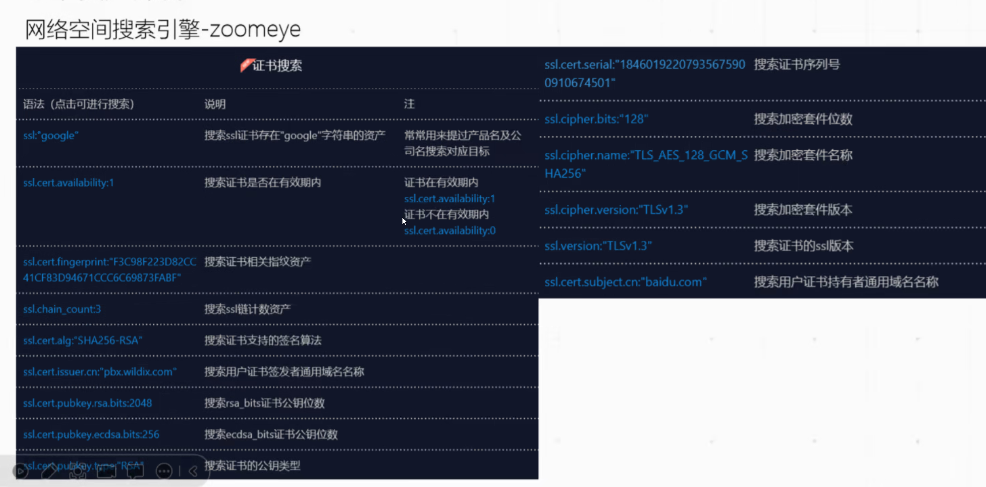 网络空间搜索引擎-zoomeye
证书搜索
语法（点击可进行搜索） 说明 注
ssl:"google" 搜索ssl证书存在"google"字符串的资产 常常用来提过产品名及公
司名搜索对应目标
ssl.cert.availability:1 搜索证书是否在有效期内 证书在有效期内
ssl.cert.availability:1
证书不在有效期内
ssl.cert.availability:0
ssl.cert.fingerprint:"F3C98F223D82CC 搜索证书相关指纹资产
41CF83D94671CCC6C69873FABF"
ssl.chain_count:3 搜索ssl链计数资产
ssl.cert.alg:"SHA256-RSA" 搜索证书支持的签名算法
ssl.cert.issuer.cn:"pbx.wildix.com" 搜索用户证书签发者通用域名名称
ssl.cert.pubkey.rsa.bits:2048 搜索rsa_bits证书公钥位数
ssl.cert.pubkey.ecdsa.bits:256 搜索ecdsa_bits证书公钥位数
ssl.cert.pubkey.type:"RSA" 搜索证书的公钥类型
ssl.cert.serial:"1846019220793567590 搜索证书序列号
0910674501"
ssl.cipher.bits:"128" 搜索加密套件位数
ssl.cipher.name:"TLS_AES_128_GCM_S 搜索加密套件名称
HA256"
ssl.cipher.version:"TLSv1.3" 搜索加密套件版本
ssl.version:"TLSv1.3" 搜索证书的ssl版本
ssl.cert.subject.cn:"baidu.com" 搜索用户证书持有者通用域名名称